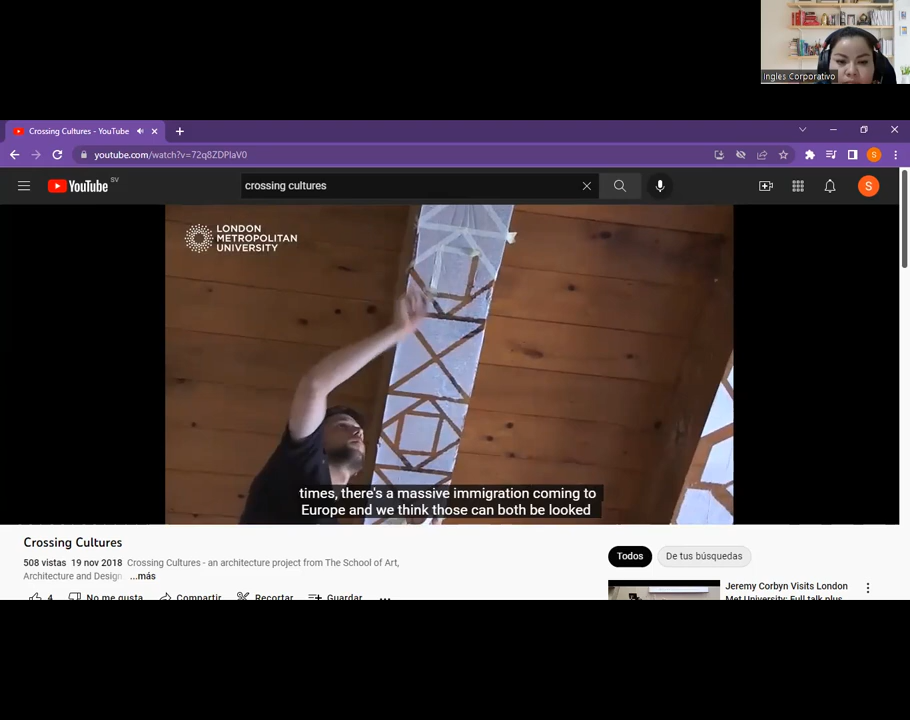 Ingles Corporativo
Crossing Cultures - YouTube
youtube.com/watch?v=72q8ZDPlaV0
S
YouTube SV
crossing cultures
S
LONDON
METROPOLITAN
UNIVERSITY
times, there's a massive immigration coming to
Europe and we think those can both be looked
Crossing Cultures
508 vistas 19 nov 2018 Crossing Cultures - an architecture project from The School of Art,
Architecture and Design ...más
4 No me gusta Compartir Recortar Guardar ...
Todos
De tus búsquedas
Jeremy Corbyn Visits London
Met University: Full talk plus